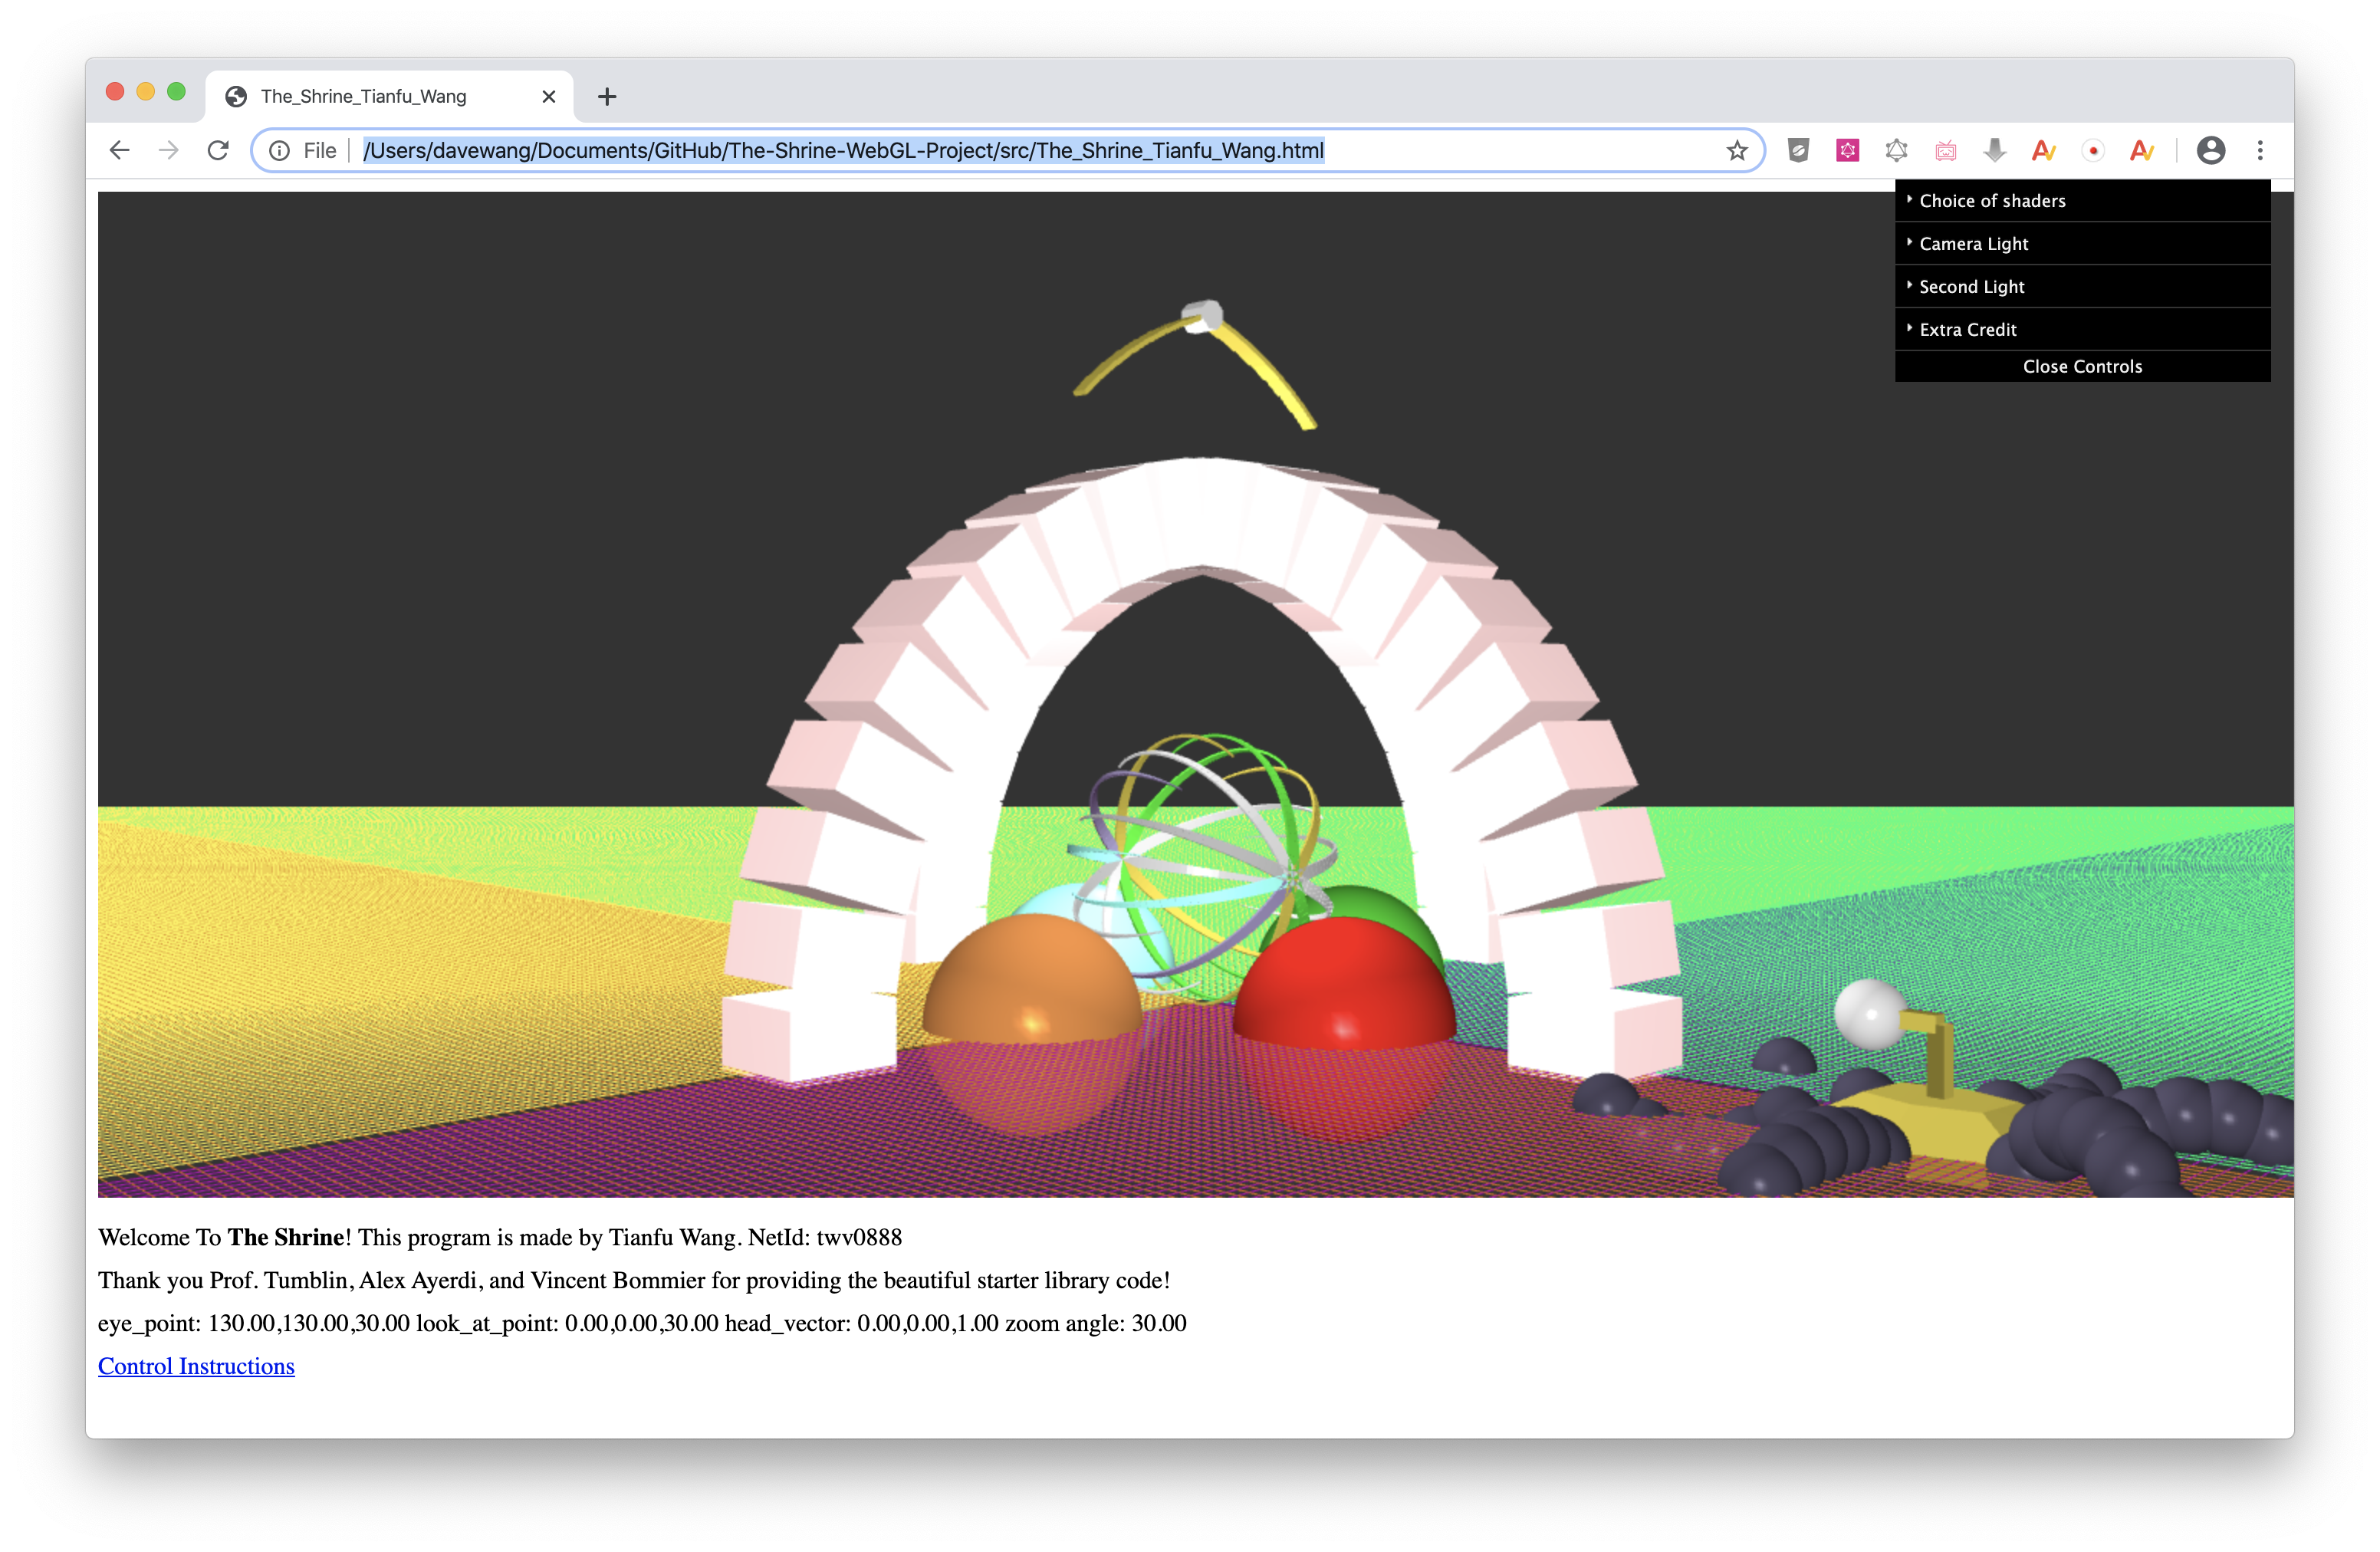 The_Shrine_Tianfu_Wang
File /Users/davewang/Documents/GitHub/The-Shrine-WebGL-Project/src/The_Shrine_Tianfu_Wang.html
Choice of shaders
Camera Light
Second Light
Extra Credit
Close Controls
Welcome To The Shrine! This program is made by Tianfu Wang. NetId: twv0888
Thank you Prof. Tumblin, Alex Ayerdi, and Vincent Bommier for providing the beautiful starter library code!
eye_point: 130.00,130.00,30.00 look_at_point: 0.00,0.00,30.00 head_vector: 0.00,0.00,1.00 zoom angle: 30.00
Control Instructions